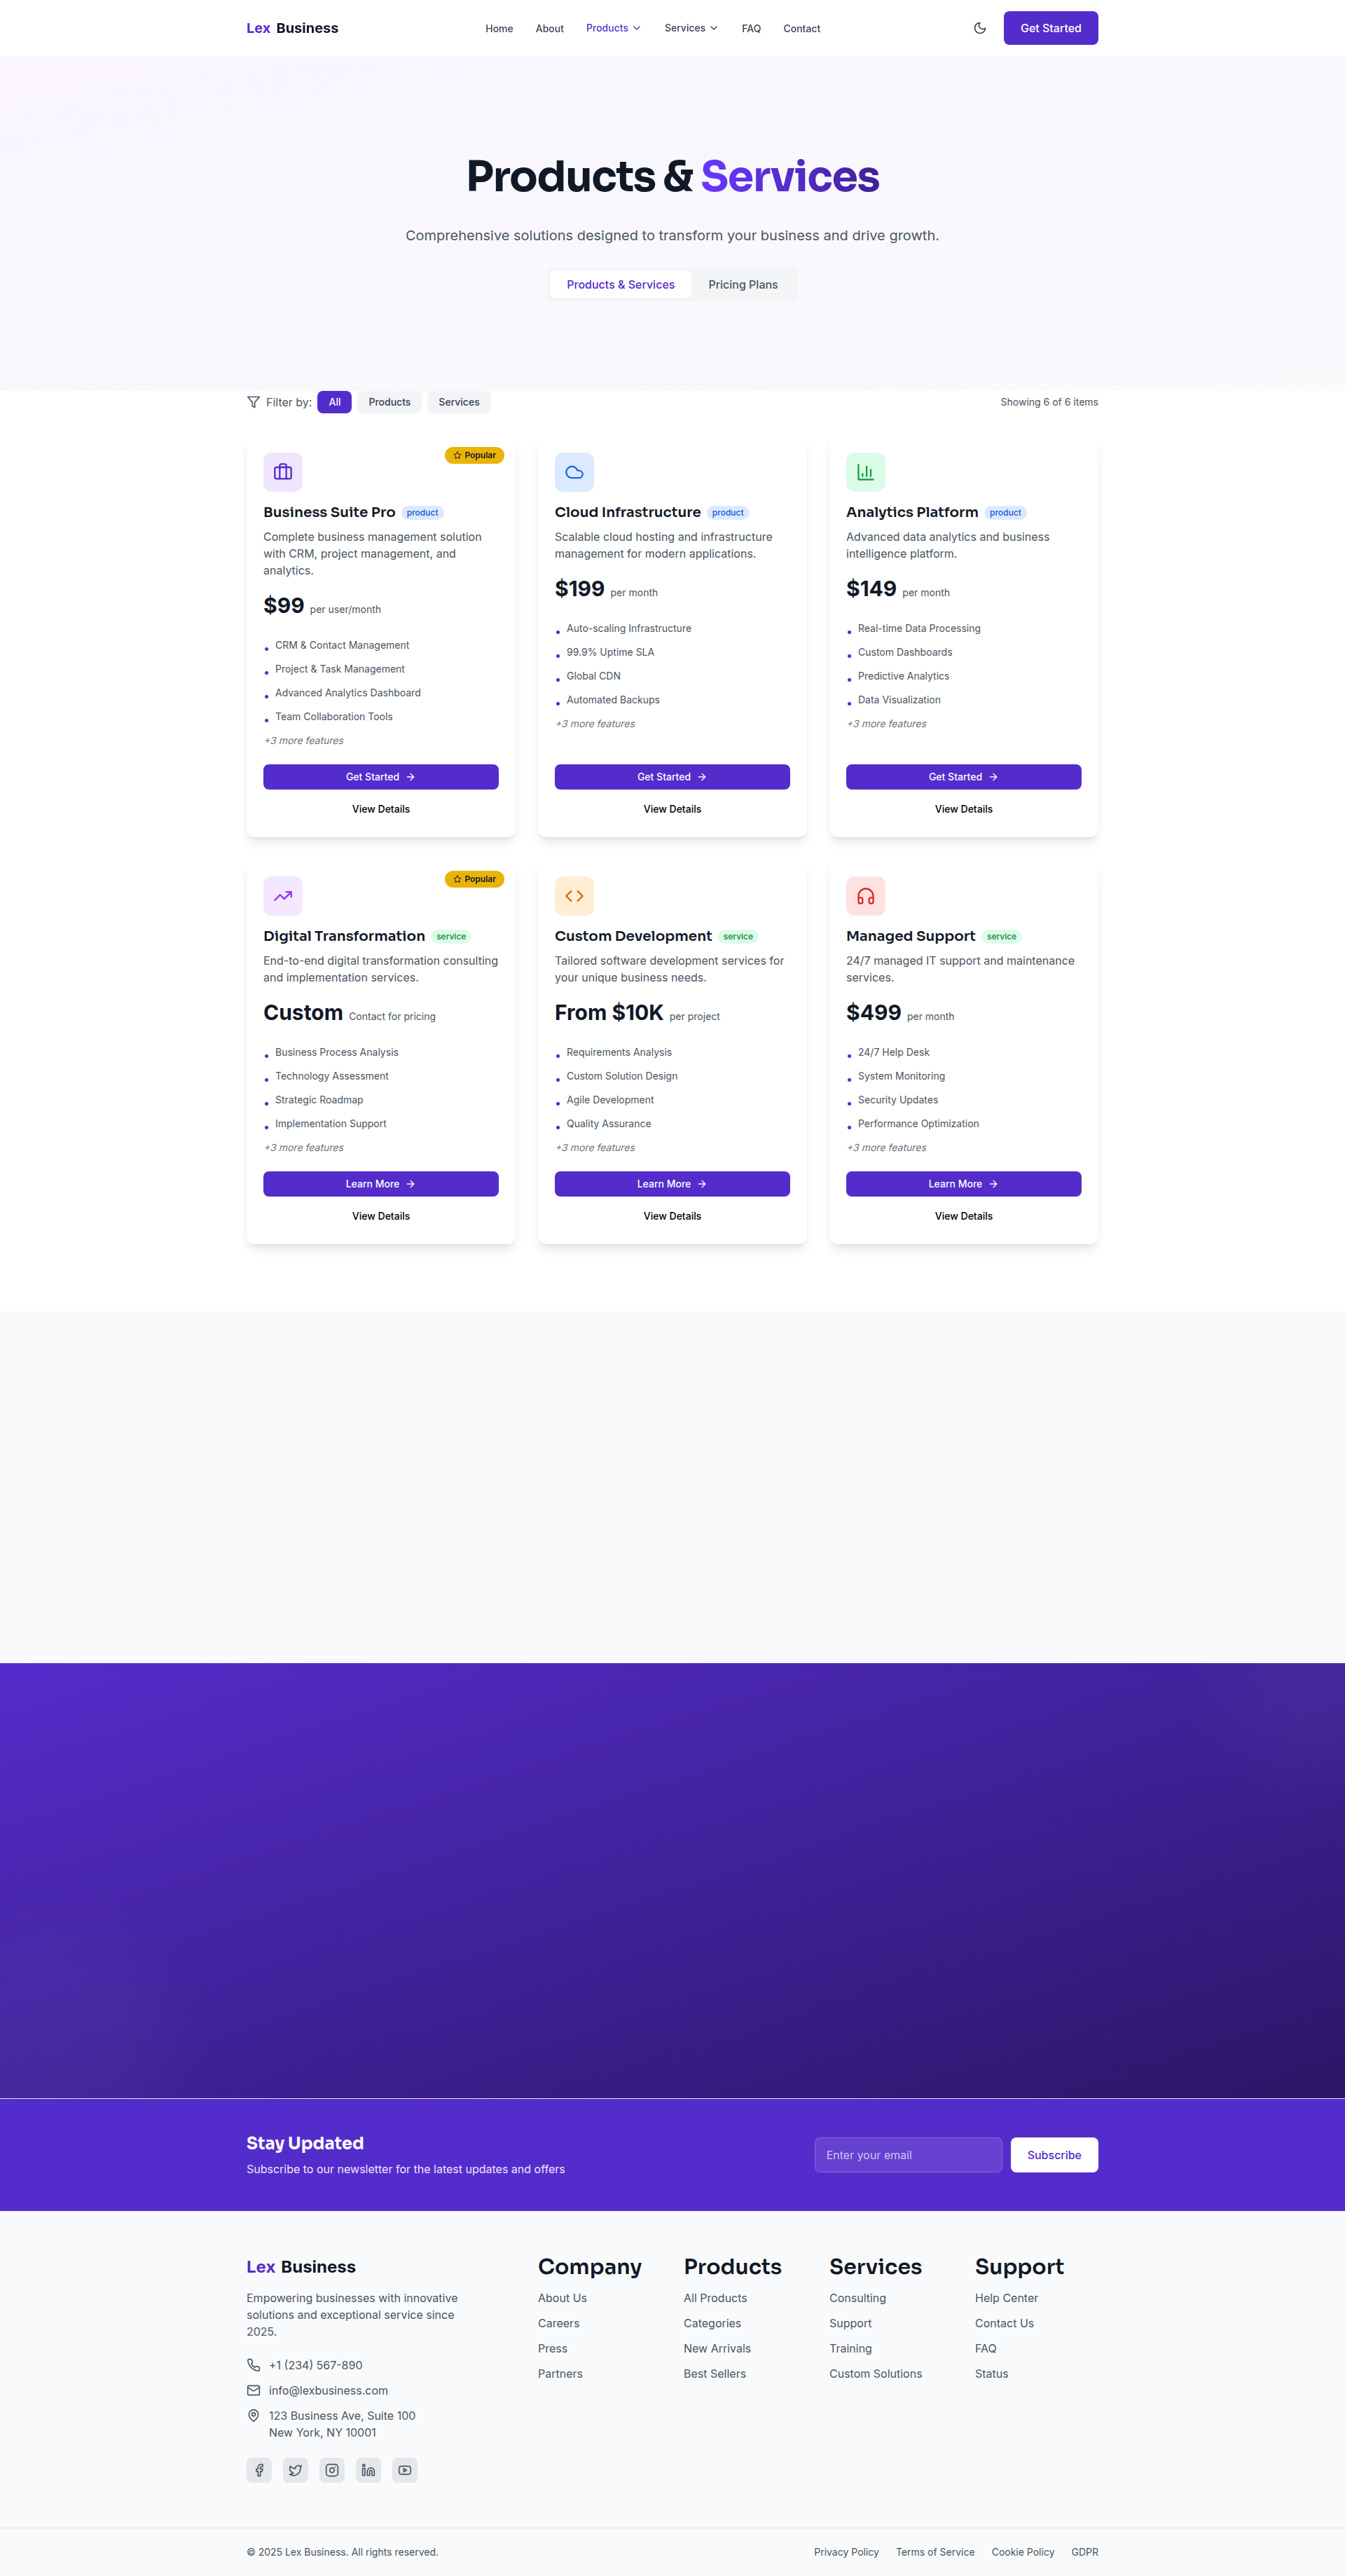 Lex Business
Home About Products Services FAQ Contact
Get Started
Products & Services
Comprehensive solutions designed to transform your business and drive growth.
Products & Services Pricing Plans
Filter by: All Products Services
Showing 6 of 6 items
Popular
Business Suite Pro product
Complete business management solution
with CRM, project management, and
analytics.
$99 per user/month
• CRM & Contact Management
• Project & Task Management
• Advanced Analytics Dashboard
• Team Collaboration Tools
+3 more features
Get Started
View Details
Cloud Infrastructure product
Scalable cloud hosting and infrastructure
management for modern applications.
$199 per month
• Auto-scaling Infrastructure
• 99.9% Uptime SLA
• Global CDN
• Automated Backups
+3 more features
Get Started
View Details
Analytics Platform product
Advanced data analytics and business
intelligence platform.
$149 per month
• Real-time Data Processing
• Custom Dashboards
• Predictive Analytics
• Data Visualization
+3 more features
Get Started
View Details
Popular
Digital Transformation service
End-to-end digital transformation consulting
and implementation services.
Custom Contact for pricing
• Business Process Analysis
• Technology Assessment
• Strategic Roadmap
• Implementation Support
+3 more features
Learn More
View Details
Custom Development service
Tailored software development services for
your unique business needs.
From $10K per project
• Requirements Analysis
• Custom Solution Design
• Agile Development
• Quality Assurance
+3 more features
Learn More
View Details
Managed Support service
24/7 managed IT support and maintenance
services.
$499 per month
• 24/7 Help Desk
• System Monitoring
• Security Updates
• Performance Optimization
+3 more features
Learn More
View Details
Stay Updated
Subscribe to our newsletter for the latest updates and offers
Enter your email
Subscribe
Lex Business
Empowering businesses with innovative
solutions and exceptional service since
2025.
+1 (234) 567-890
info@lexbusiness.com
123 Business Ave, Suite 100
New York, NY 10001
Company
About Us
Careers
Press
Partners
Products
All Products
Categories
New Arrivals
Best Sellers
Services
Consulting
Support
Training
Custom Solutions
Support
Help Center
Contact Us
FAQ
Status
© 2025 Lex Business. All rights reserved.
Privacy Policy Terms of Service Cookie Policy GDPR